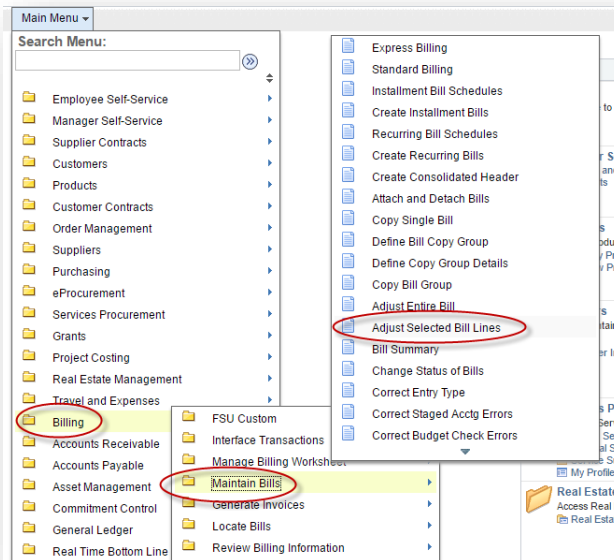 Main Menu
Search Menu:
Employee Self-Service
Manager Self-Service
Supplier Contracts
Customers
Products
Customer Contracts
Order Management
Suppliers
Purchasing
eProcurement
Services Procurement
Grants
Project Costing
Real Estate Management
Travel and Expenses
Billing
Accounts Receivable
Accounts Payable
Asset Management
Commitment Control
General Ledger
Real Time Bottom Line
FSU Custom
Interface Transactions
Manage Billing Worksheet
Maintain Bills
Generate Invoices
Locate Bills
Review Billing Information
Express Billing
Standard Billing
Installment Bill Schedules
Create Installment Bills
Recurring Bill Schedules
Create Recurring Bills
Create Consolidated Header
Attach and Detach Bills
Copy Single Bill
Define Bill Copy Group
Define Copy Group Details
Copy Bill Group
Adjust Entire Bill
Adjust Selected Bill Lines
Bill Summary
Change Status of Bills
Correct Entry Type
Correct Staged Acctg Errors
Correct Budget Check Errors
to
My Profile
Real Estate
Access Real
Real Esta